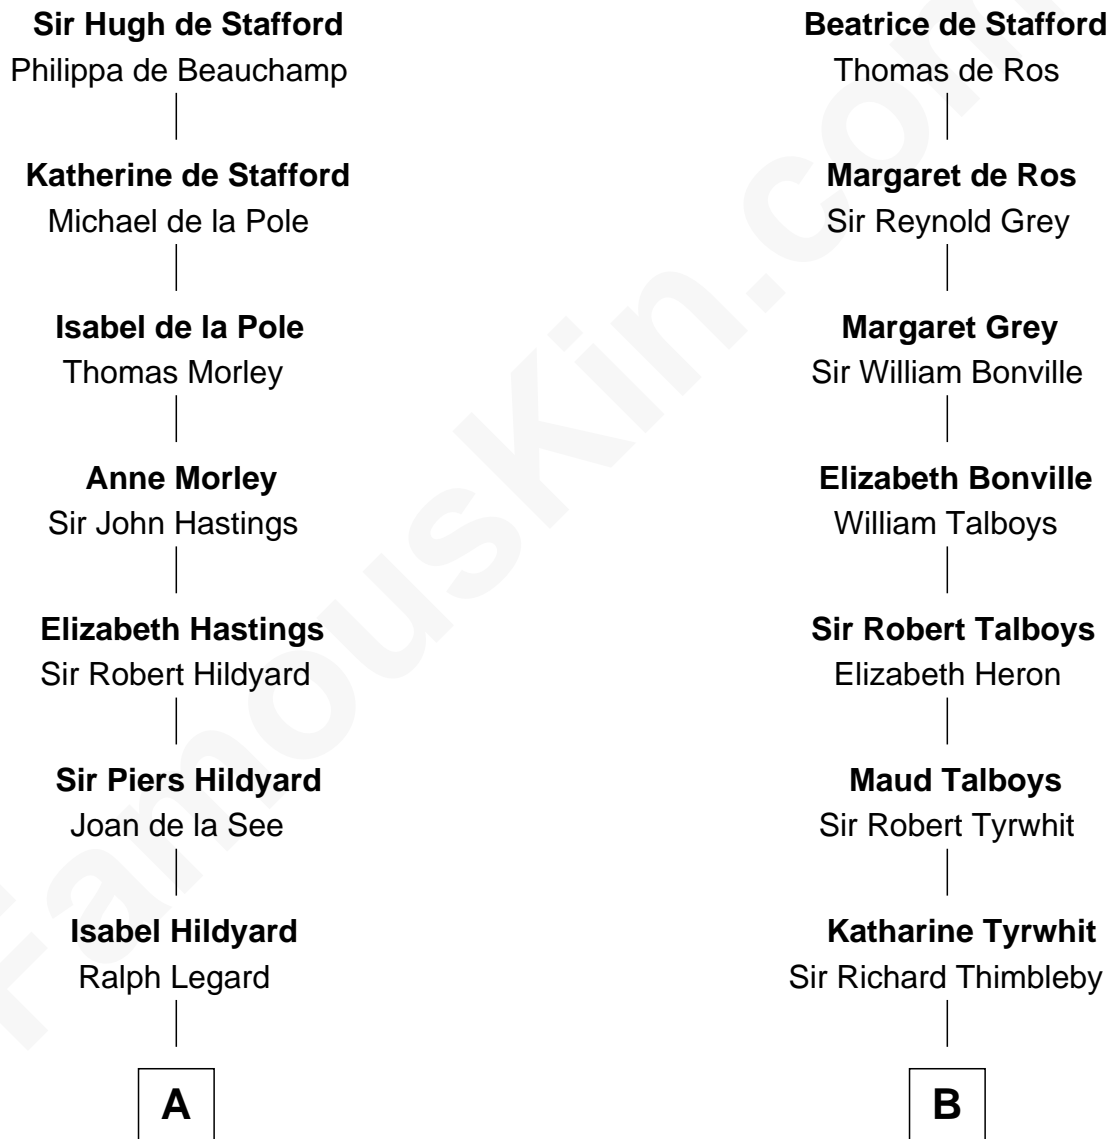 Sir Hugh de Stafford
Philippa de Beauchamp
Katherine de Stafford
Michael de la Pole
Isabel de la Pole
Thomas Morley
Anne Morley
Sir John Hastings
Elizabeth Hastings
Sir Robert Hildyard
Sir Piers Hildyard
Joan de la See
Isabel Hildyard
Ralph Legard
A
Beatrice de Stafford
Thomas de Ros
Margaret de Ros
Sir Reynold Grey
Margaret Grey
Sir William Bonville
Elizabeth Bonville
William Talboys
Sir Robert Talboys
Elizabeth Heron
Maud Talboys
Sir Robert Tyrwhit
Katharine Tyrwhit
Sir Richard Thimbleby
B
FamousKin.com